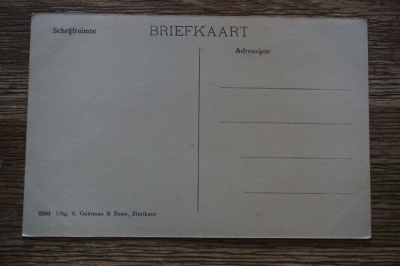 BRIEFKAART
Schrijfruimte
Adreszijde
Uitg. S. Ochtman & Zoon, Zierikzee